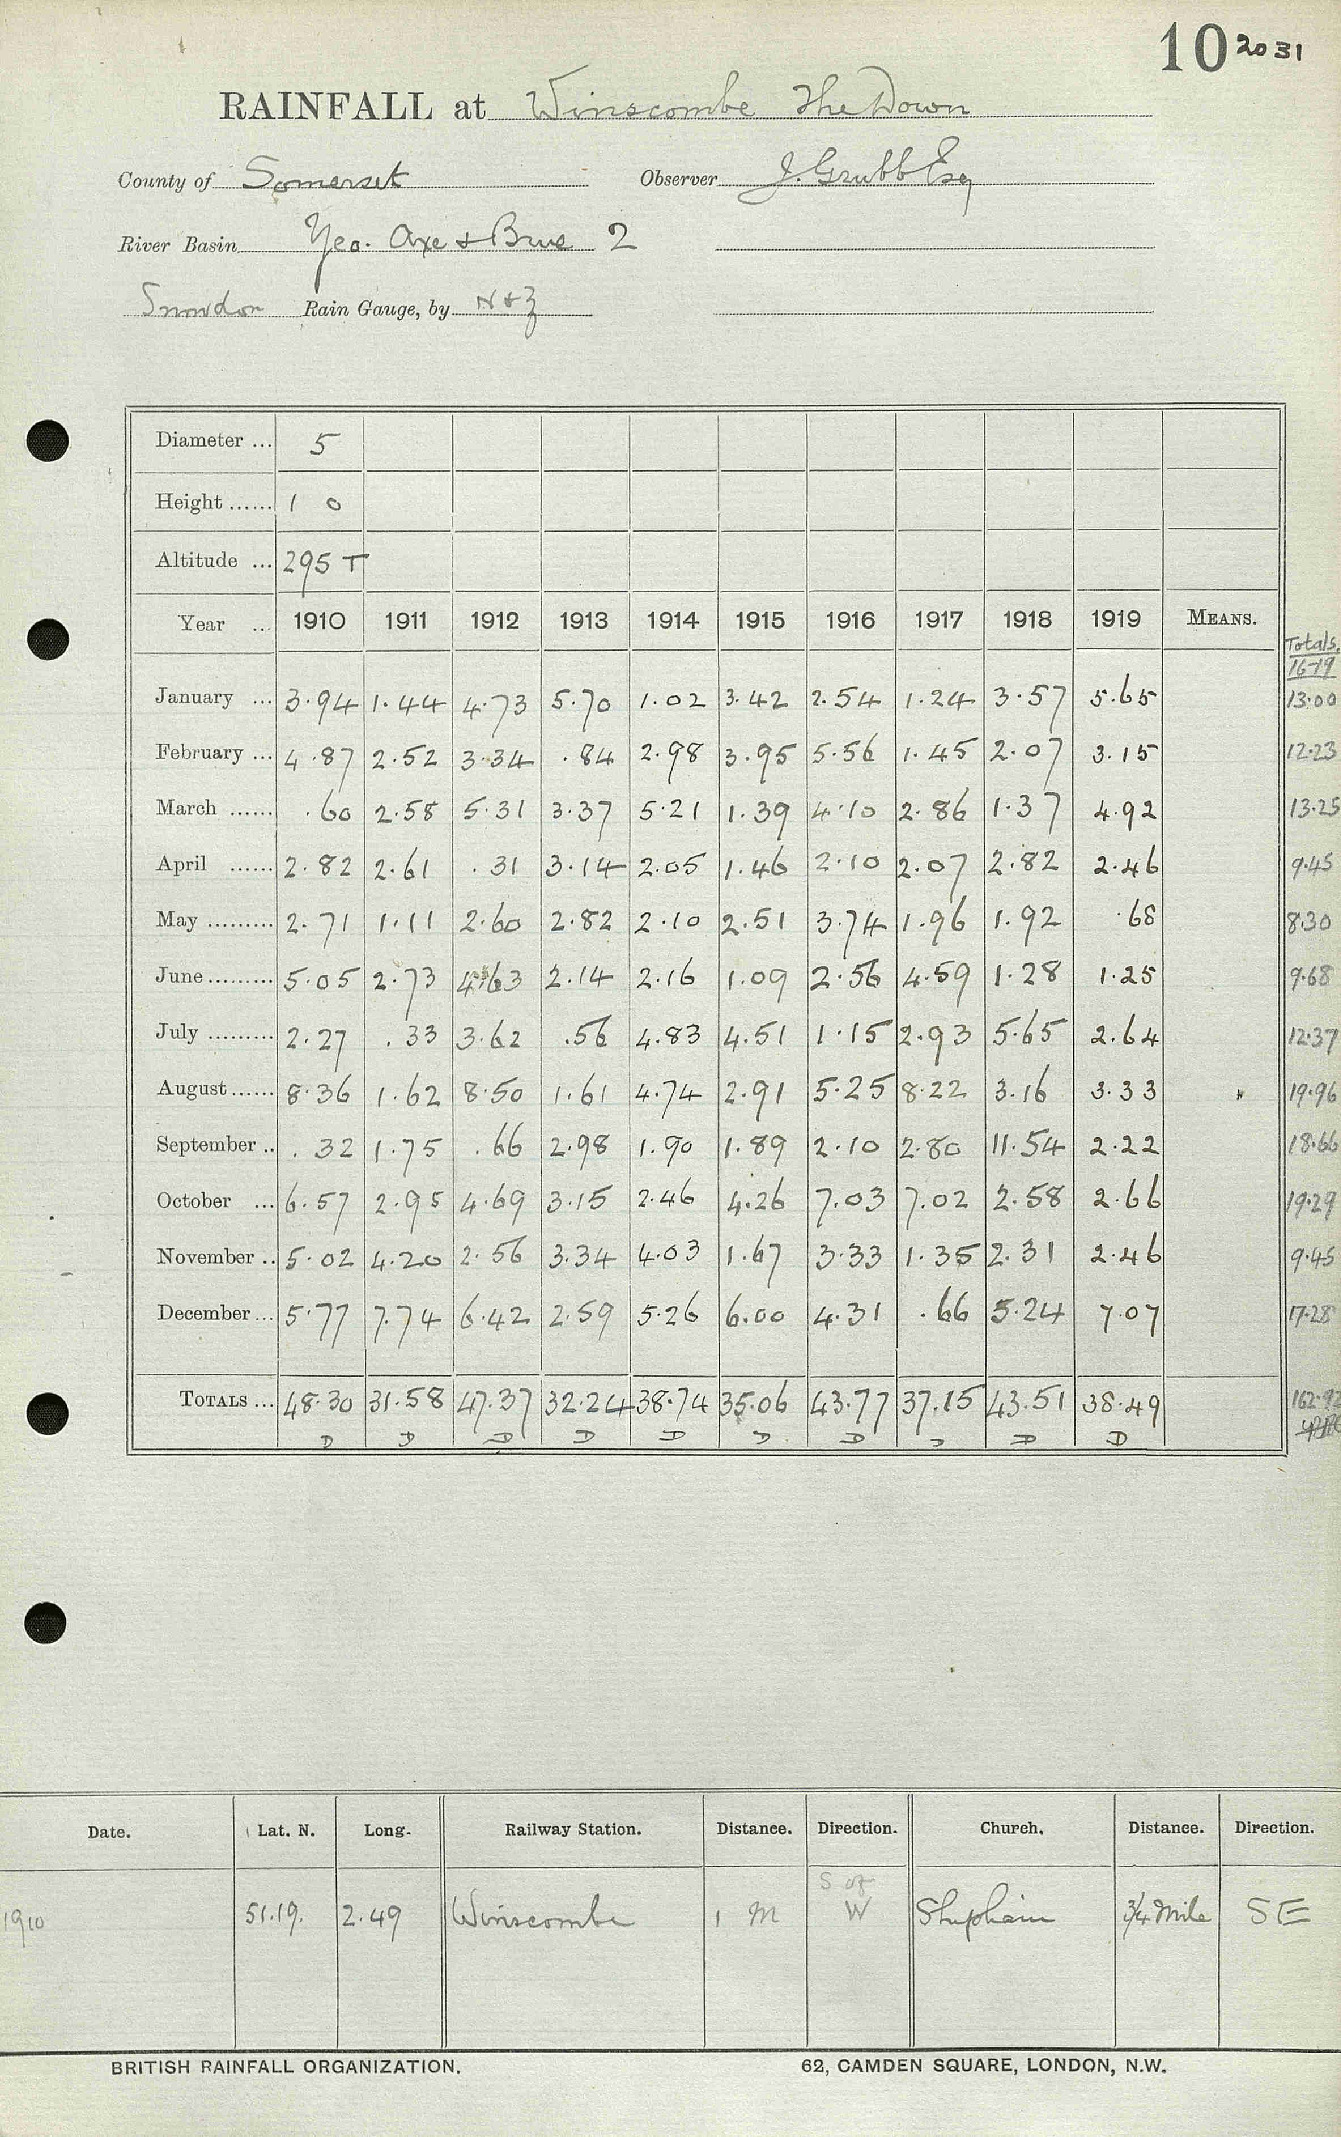 10 2031
RAINFALL at Winscombe The Down
County of Somerset Observer J. Grubb Esq
River Basin Yeo. Axe & Brue 2
Snowdon Rain Gauge, by N & Z
Diameter ... 5
Height ...... 1 0
Altitude ... 295 T
Year ... 1910 1911 1912 1913 1914 1915 1916 1917 1918 1919 MEANS. Totals. 16-19
January ... 3.94 1.44 4.73 5.70 1.02 3.42 2.54 1.24 3.57 5.65 13.00
February ... 4.87 2.52 3.34 .84 2.98 3.95 5.56 1.45 2.07 3.15 12.23
March ...... .60 2.58 5.31 3.37 5.21 1.39 4.10 2.86 1.37 4.92 13.25
April ...... 2.82 2.61 .31 3.14 2.05 1.46 2.10 2.07 2.82 2.46 9.45
May ......... 2.71 1.11 2.60 2.82 2.10 2.51 3.74 1.96 1.92 .68 8.30
June ......... 5.05 2.73 4.63 2.14 2.16 1.09 2.56 4.59 1.28 1.25 9.68
July ......... 2.27 .33 3.62 .56 4.83 4.51 1.15 2.93 5.65 2.64 12.37
August ...... 8.36 1.62 8.50 1.61 4.74 2.91 5.25 8.22 3.16 3.33 19.96
September .. .32 1.75 .66 2.98 1.90 1.89 2.10 2.80 11.54 2.22 18.66
October ... 6.57 2.95 4.69 3.15 2.46 4.26 7.03 7.02 2.58 2.66 19.29
November .. 5.02 4.20 2.56 3.34 4.03 1.67 3.33 1.35 2.31 2.46 9.45
December ... 5.77 7.74 6.42 2.59 5.26 6.00 4.31 .66 5.24 7.07 17.28
TOTALS ... 48.30 31.58 47.37 32.24 38.74 35.06 43.77 37.15 43.51 38.49 162.92
D D D D D D D D D D
Date. Lat. N. Long. Railway Station. Distance. Direction. Church. Distance. Direction.
1910 51.19. 2.49 Winscombe 1 M S of W Shipham 3/4 Mile SE
BRITISH RAINFALL ORGANIZATION. 62, CAMDEN SQUARE, LONDON, N.W.